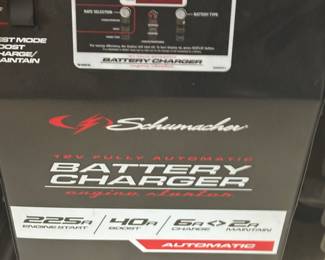 RATE SELECTION
BATTERY TYPE
BATTERY CHARGER
EST MODE
BOOST
CHARGE/
MAINTAIN
Schumacher
12V FULLY AUTOMATIC
BATTERY
CHARGER
engine starter
225A 40A 6A<>2A
ENGINE START BOOST CHARGE MAINTAIN
AUTOMATIC